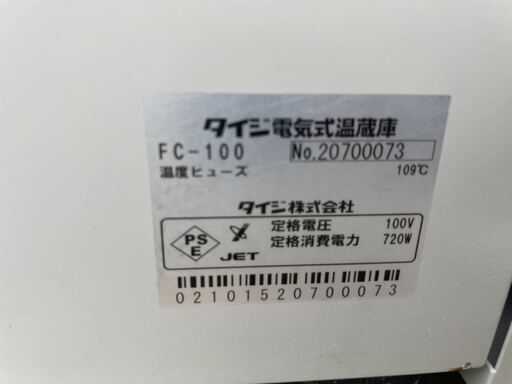 タイジ電気式温蔵庫
FC-100 No.20700073
温度ヒューズ 109℃
タイジ株式会社
定格電圧 100V
定格消費電力 720W
PS
E
JET
0210152070073